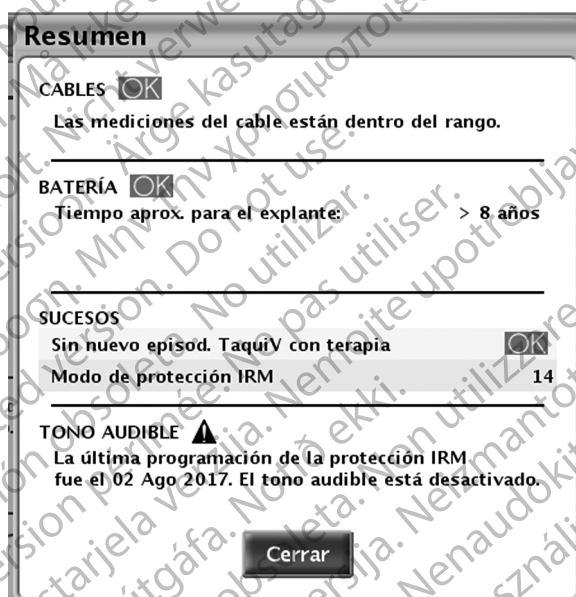 Resumen
CABLES OK
Las mediciones del cable están dentro del rango.
BATERÍA OK
Tiempo aprox. para el explante: > 8 años
SUCESOS
Sin nuevo episod. TaquiV con terapia OK
Modo de protección IRM 14
TONO AUDIBLE
La última programación de la protección IRM
fue el 02 Ago 2017. El tono audible está desactivado.
Cerrar